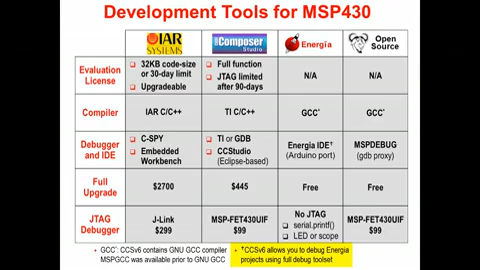 Development Tools for MSP430
IAR SYSTEMS
Composer Studio
Energia
Open Source
Evaluation License
32KB code-size or 30-day limit
Upgradeable
Full function
JTAG limited after 90-days
N/A
N/A
Compiler
IAR C/C++
TI C/C++
GCC*
GCC*
Debugger and IDE
C-SPY
Embedded Workbench
TI or GDB
CCStudio (Eclipse-based)
Energia IDE† (Arduino port)
MSPDEBUG (gdb proxy)
Full Upgrade
$2700
$445
Free
Free
JTAG Debugger
J-Link $299
MSP-FET430UIF $99
No JTAG
serial.printf()
LED or scope
MSP-FET430UIF $99
GCC*: CCSv6 contains GNU GCC compiler
MSPGCC was available prior to GNU GCC
†CCSv6 allows you to debug Energia
projects using full debug toolset